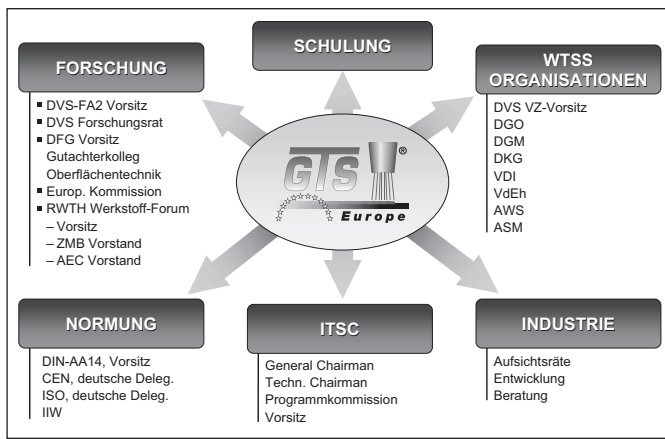 SCHULUNG
FORSCHUNG
▪ DVS-FA2 Vorsitz
▪ DVS Forschungsrat
▪ DFG Vorsitz
Gutachterkolleg
Oberflächentechnik
▪ Europ. Kommission
▪ RWTH Werkstoff-Forum
– Vorsitz
– ZMB Vorstand
– AEC Vorstand
WTSS
ORGANISATIONEN
DVS VZ-Vorsitz
DGO
DGM
DKG
VDI
VdEh
AWS
ASM
GTS ®
Europe
NORMUNG
DIN-AA14, Vorsitz
CEN, deutsche Deleg.
ISO, deutsche Deleg.
IIW
ITSC
General Chairman
Techn. Chairman
Programmkommission
Vorsitz
INDUSTRIE
Aufsichtsräte
Entwicklung
Beratung